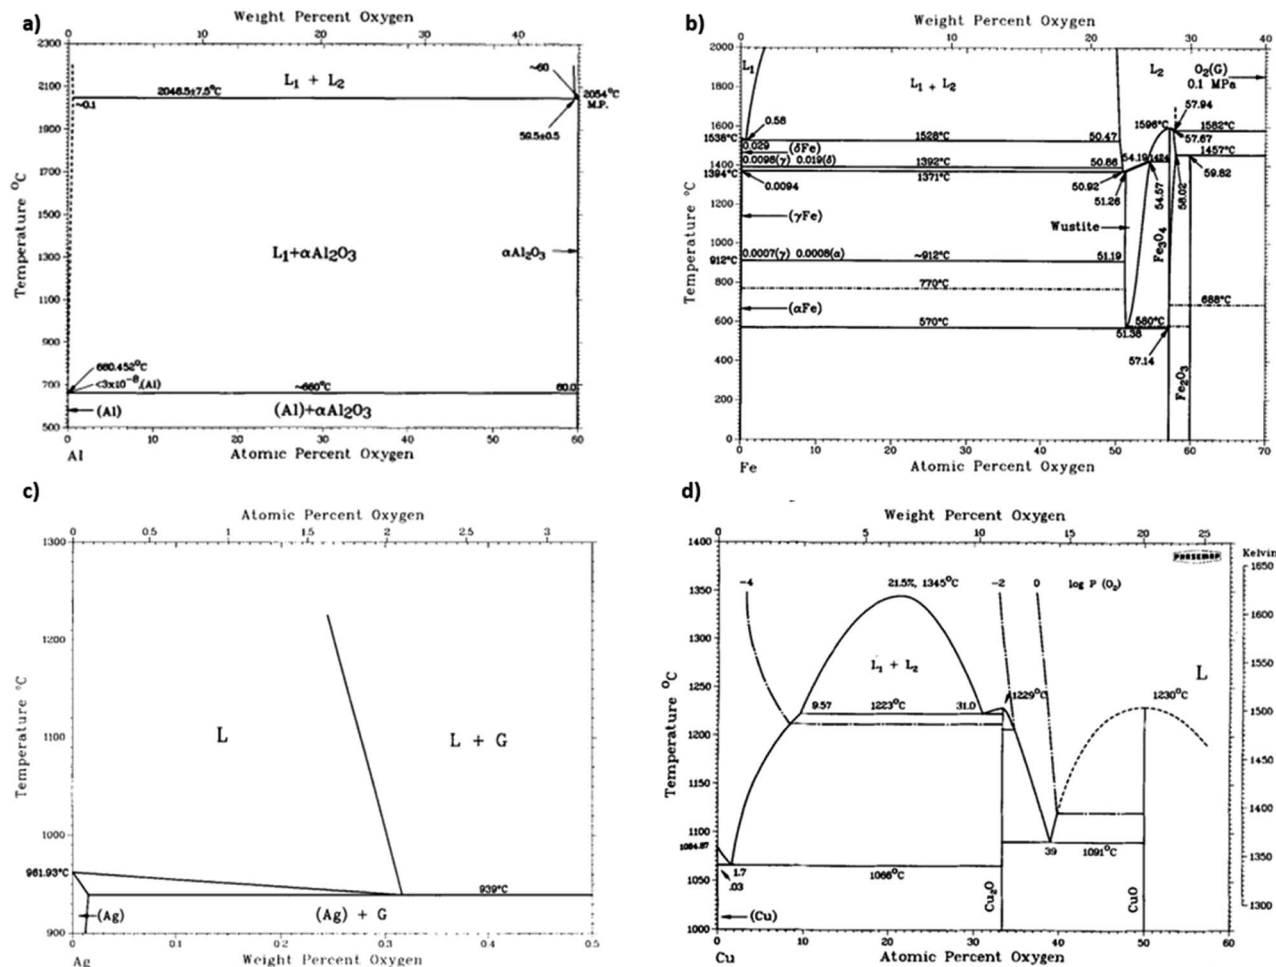 a)
Weight Percent Oxygen
0 10 20 30 40
2300
2100
1900
1700
1500
1300
1100
900
700
500
Temperature °C
~60
L₁ + L₂
2046.5±7.5°C
2054°C
M.P.
~0.1
59.5±0.5
L₁+αAl₂O₃
αAl₂O₃
660.452°C
<3x10⁻⁸,(Al)
~660°C
60.0
(Al)
(Al)+αAl₂O₃
0 10 20 30 40 50 60
Al
Atomic Percent Oxygen
b)
Weight Percent Oxygen
0 10 20 30 40
2000
1800
1600
1400
1200
1000
800
600
400
200
0
Temperature °C
L₁
L₁ + L₂
L₂
O₂(G)
0.1 MPa
57.94
0.58
1596°C
1582°C
57.67
1538°C
1528°C
50.47
1457°C
0.029
(δFe)
0.0098(γ) 0.019(δ)
1392°C
50.86
54.19
1424
1394°C
1371°C
50.92
59.82
0.0094
51.26
54.57
58.02
(γFe)
Wustite
Fe₃O₄
0.0007(γ) 0.0008(α)
~912°C
51.19
912°C
770°C
688°C
(αFe)
570°C
560°C
51.38
57.14
Fe₂O₃
0 10 20 30 40 50 60 70
Fe
Atomic Percent Oxygen
c)
Atomic Percent Oxygen
0 0.5 1 1.5 2 2.5 3
1300
1200
1100
1000
900
Temperature °C
L
L + G
961.93°C
939°C
(Ag)
(Ag) + G
0 0.1 0.2 0.3 0.4 0.5
Ag
Weight Percent Oxygen
d)
Weight Percent Oxygen
0 5 10 15 20 25
1400
1350
1300
1250
1200
1150
1100
1050
1000
Temperature °C
Kelvin
1650
1600
1550
1500
1450
1400
1350
1300
-4
21.5%, 1345°C
-2
0
log P (O₂)
L₁ + L₂
L
1229°C
1230°C
9.57
1223°C
31.0
1084.87
39
1091°C
1.7
1066°C
.03
Cu₂O
CuO
(Cu)
0 10 20 30 40 50 60
Cu
Atomic Percent Oxygen